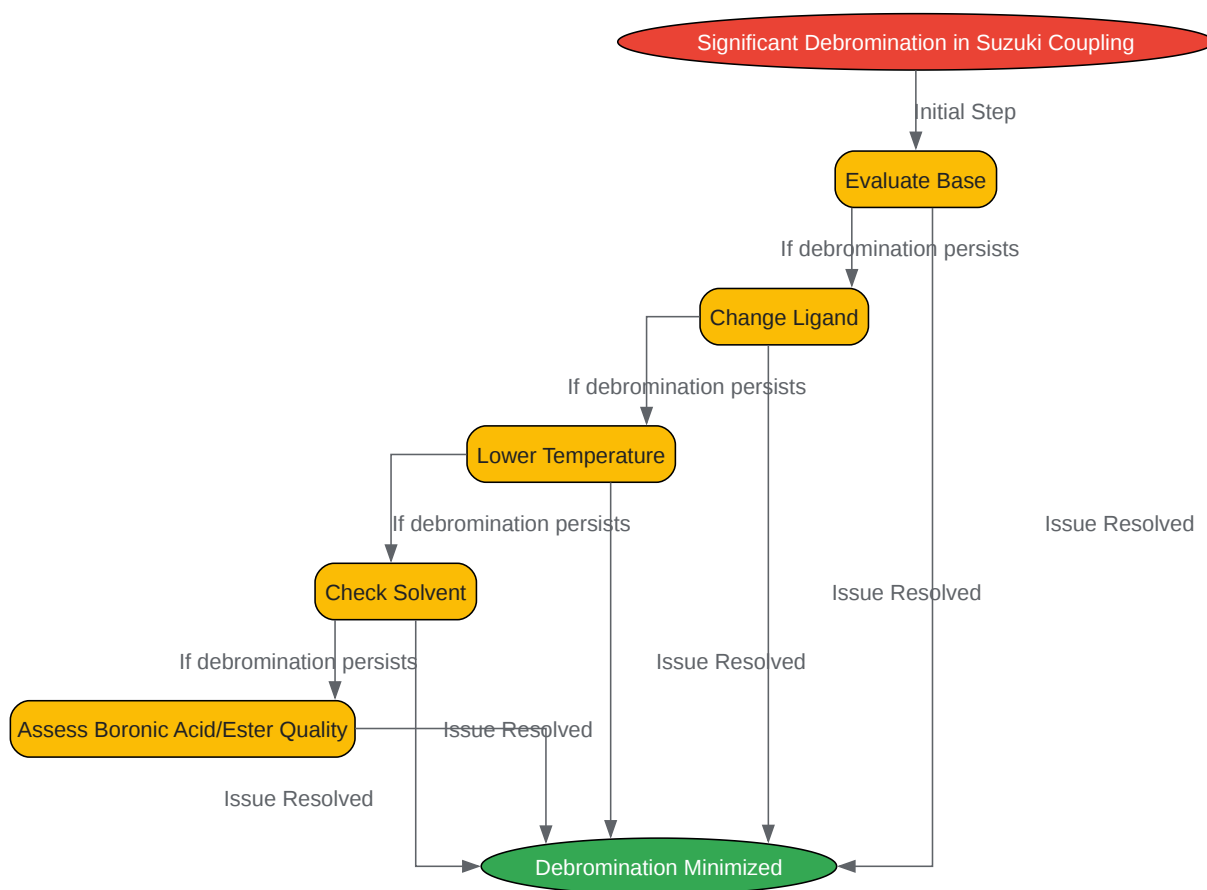 Significant Debromination in Suzuki Coupling
Initial Step
Evaluate Base
If debromination persists
Change Ligand
If debromination persists
Lower Temperature
If debromination persists
Issue Resolved
Check Solvent
Issue Resolved
If debromination persists
Issue Resolved
Assess Boronic Acid/Ester Quality
Issue Resolved
Issue Resolved
Debromination Minimized